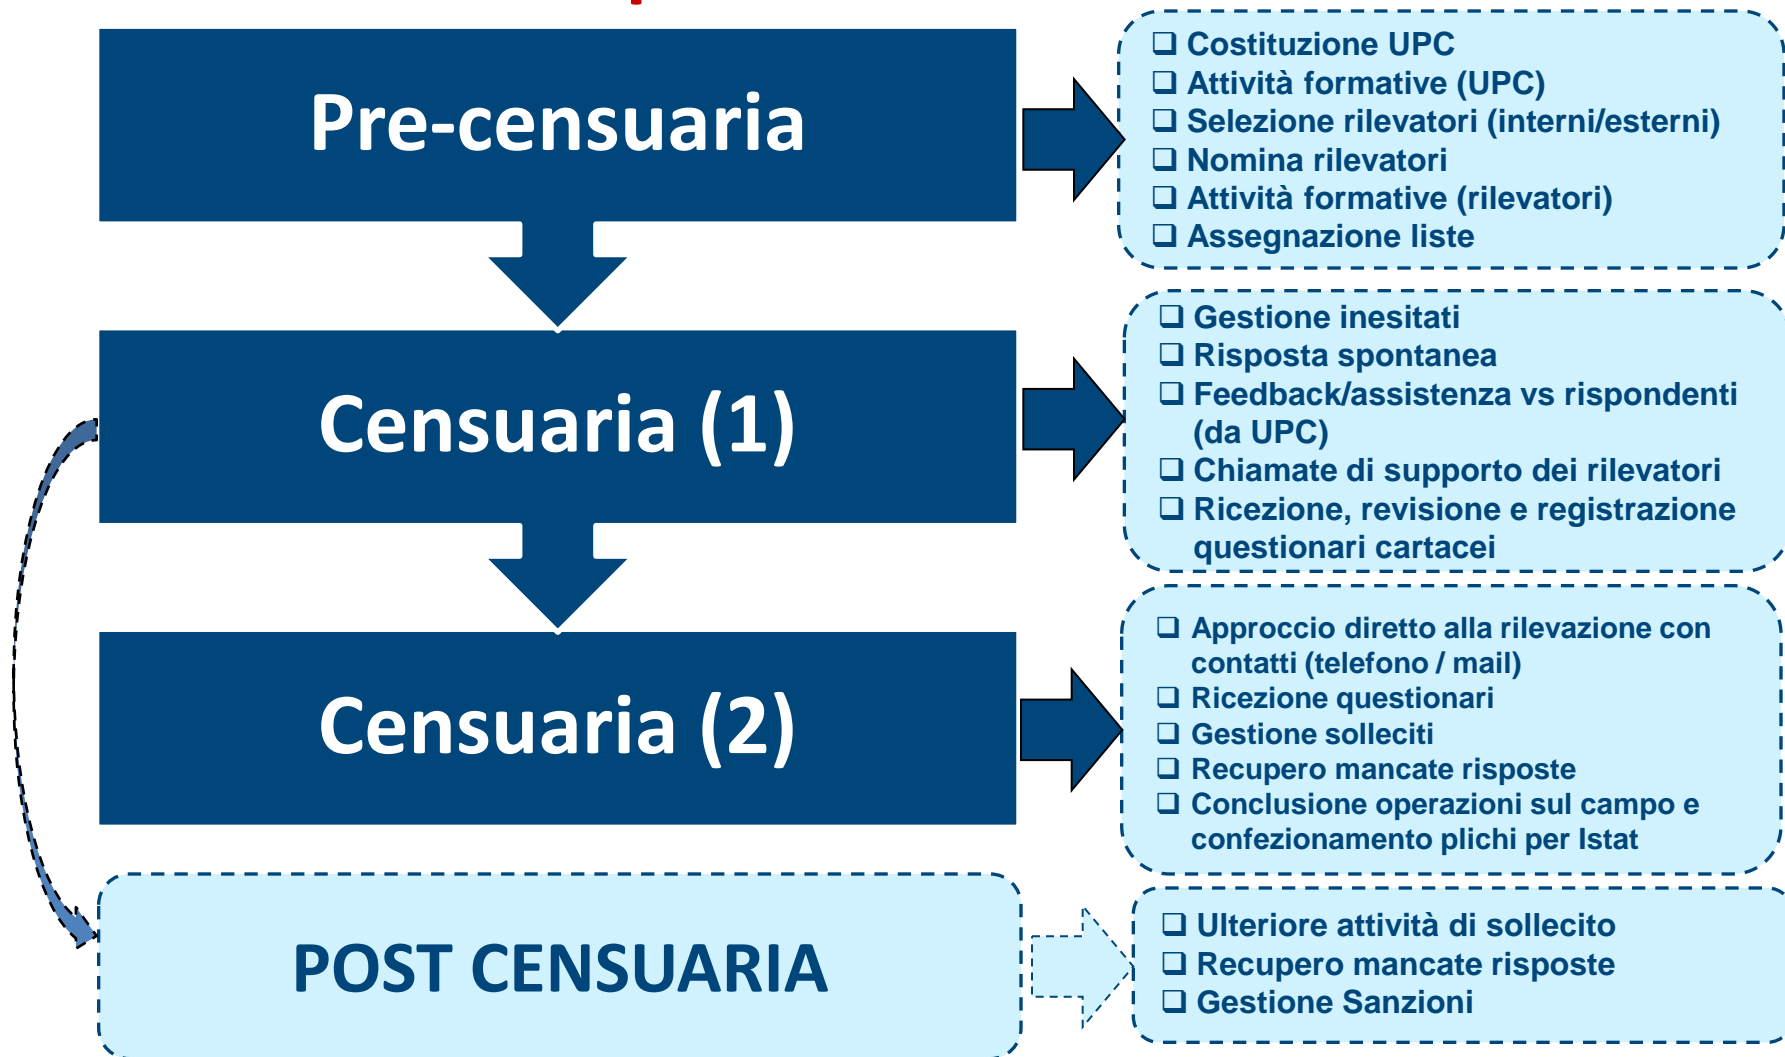 Pre-censuaria
❑ Costituzione UPC
❑ Attività formative (UPC)
❑ Selezione rilevatori (interni/esterni)
❑ Nomina rilevatori
❑ Attività formative (rilevatori)
❑ Assegnazione liste
Censuaria (1)
❑ Gestione inesitati
❑ Risposta spontanea
❑ Feedback/assistenza vs rispondenti
(da UPC)
❑ Chiamate di supporto dei rilevatori
❑ Ricezione, revisione e registrazione
questionari cartacei
Censuaria (2)
❑ Approccio diretto alla rilevazione con
contatti (telefono / mail)
❑ Ricezione questionari
❑ Gestione solleciti
❑ Recupero mancate risposte
❑ Conclusione operazioni sul campo e
confezionamento plichi per Istat
POST CENSUARIA
❑ Ulteriore attività di sollecito
❑ Recupero mancate risposte
❑ Gestione Sanzioni